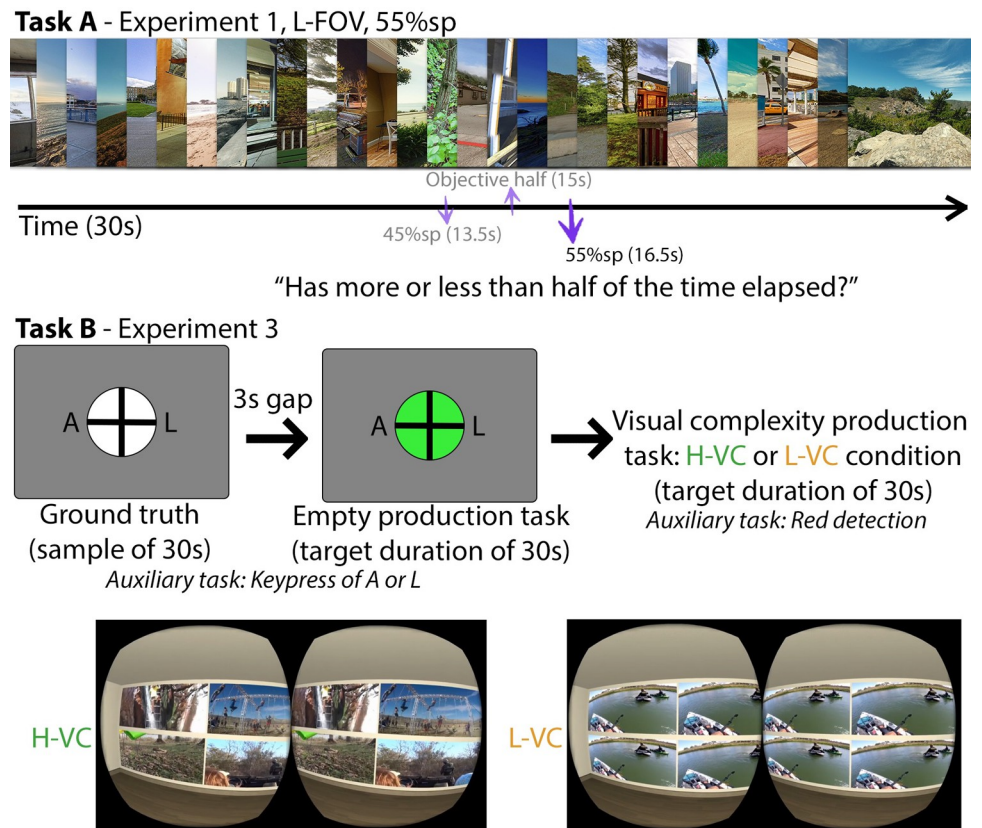 Task A - Experiment 1, L-FOV, 55%sp
Objective half (15s)
Time (30s)
45%sp (13.5s)
55%sp (16.5s)
“Has more or less than half of the time elapsed?”
Task B - Experiment 3
A L
3s gap
A L
Visual complexity production
task: H-VC or L-VC condition
(target duration of 30s)
Auxiliary task: Red detection
Ground truth
(sample of 30s)
Empty production task
(target duration of 30s)
Auxiliary task: Keypress of A or L
H-VC
L-VC